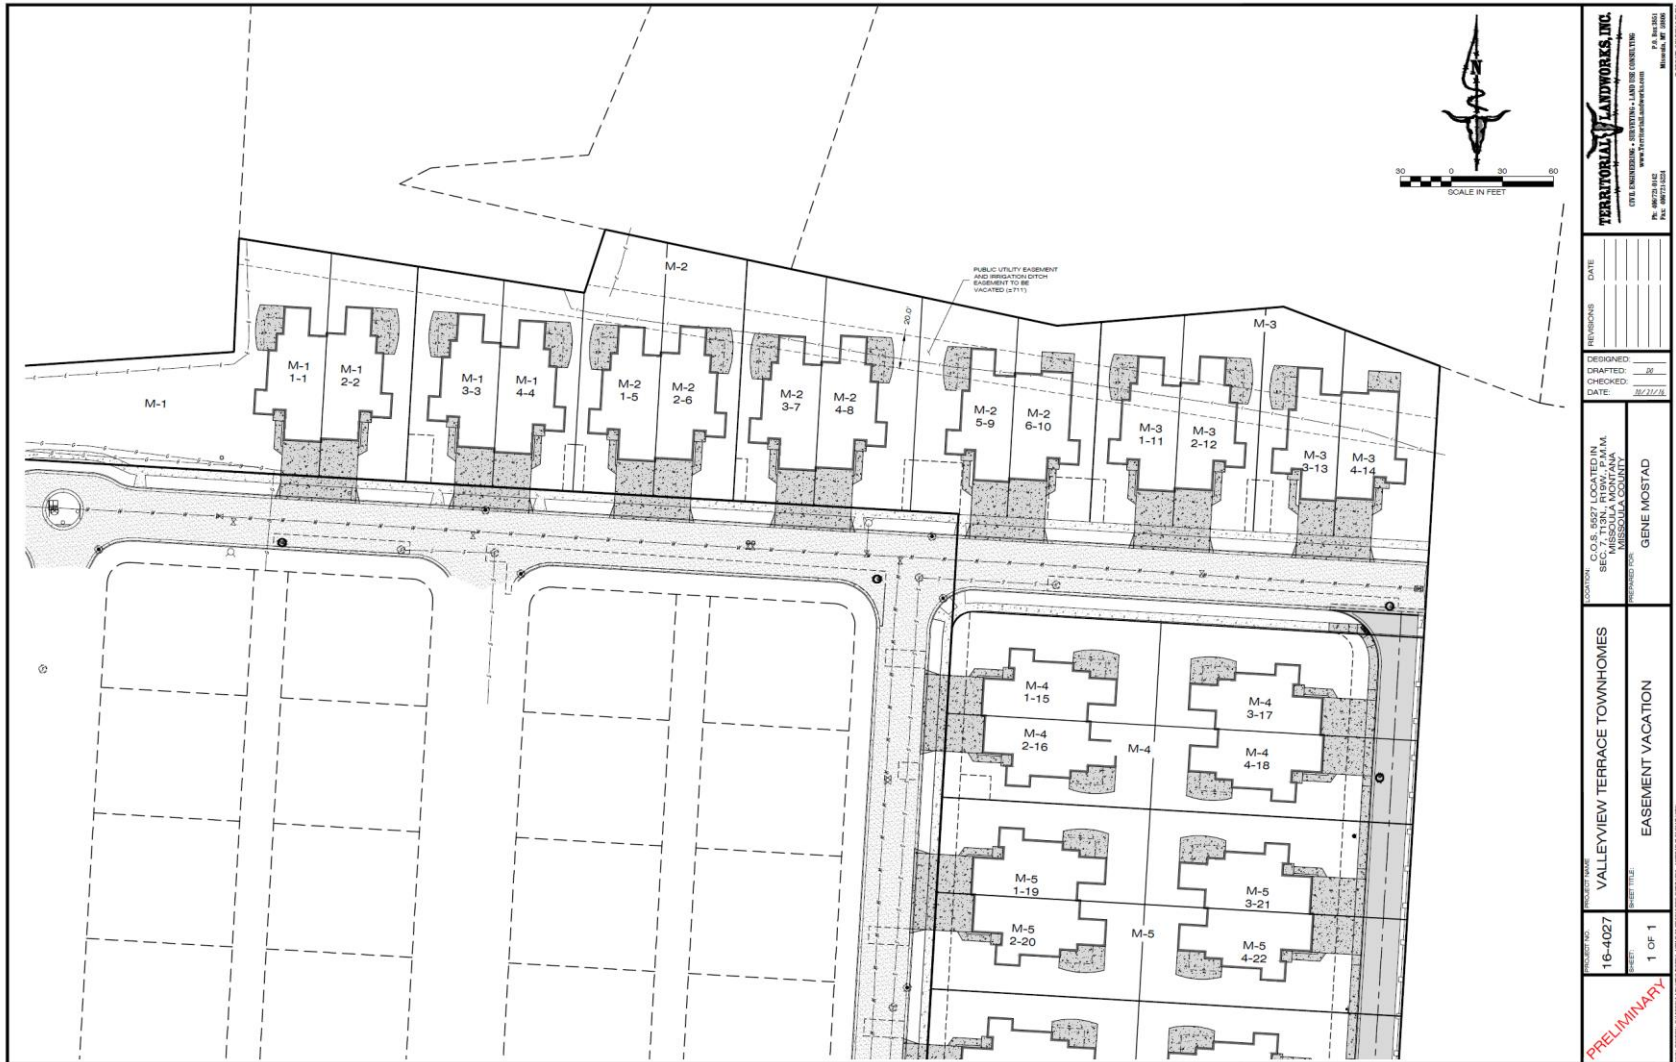 N
30
0
30
60
SCALE IN FEET
PUBLIC UTILITY EASEMENT
AND IRRIGATION DITCH
EASEMENT TO BE
VACATED (±711')
20.0'
M-2
M-3
M-1
M-1
1-1
M-1
2-2
M-1
3-3
M-1
4-4
M-2
1-5
M-2
2-6
M-2
3-7
M-2
4-8
M-2
5-9
M-2
6-10
M-3
1-11
M-3
2-12
M-3
3-13
M-3
4-14
M-4
1-15
M-4
2-16
M-4
M-4
3-17
M-4
4-18
M-5
1-19
M-5
2-20
M-5
M-5
3-21
M-5
4-22
TERRITORIAL LANDWORKS, INC.
CIVIL ENGINEERING • SURVEYING • LAND USE CONSULTING
www.TerritorialLandworks.com
REVISIONS
DATE
DESIGNED:
DRAFTED:
CHECKED:
DATE:
LOCATION:
C.O.S. 5527 LOCATED IN
SEC. 7, T13N., R19W., P.M.M.
MISSOULA MONTANA
MISSOULA COUNTY
PREPARED FOR:
GENE MOSTAD
PROJECT NAME:
VALLEYVIEW TERRACE TOWNHOMES
SHEET TITLE:
EASEMENT VACATION
PROJECT NO.
16-4027
SHEET:
1 OF 1
PRELIMINARY